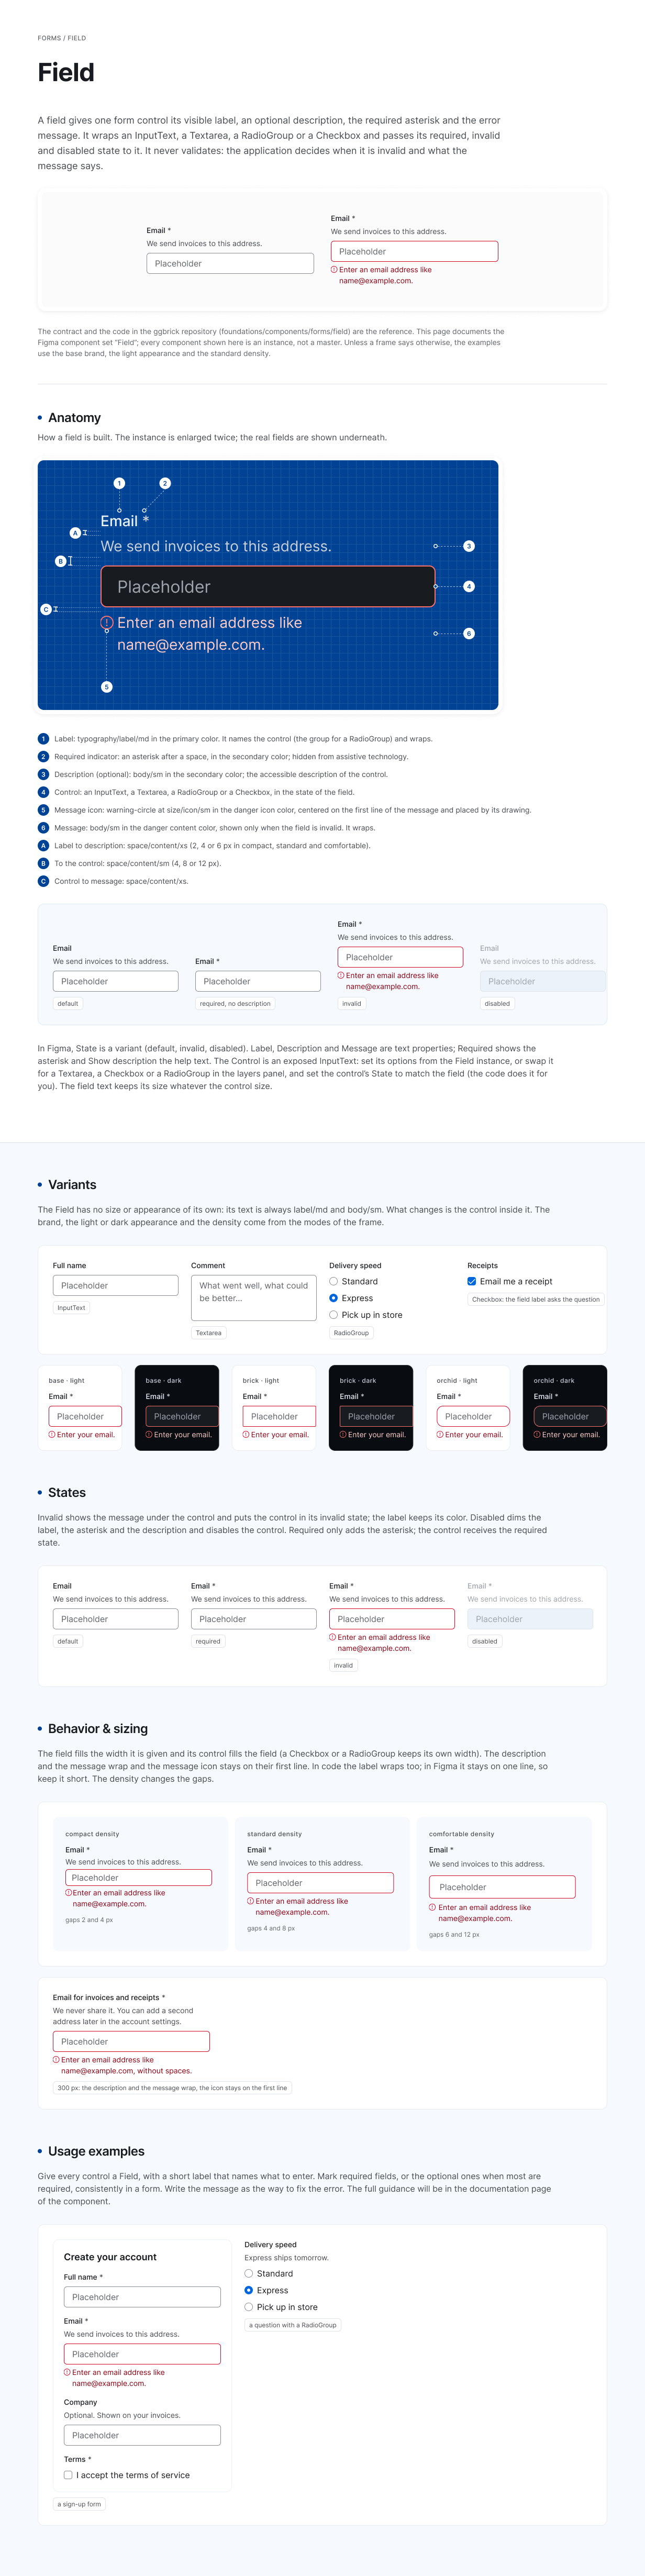 FORMS / FIELD
Field
A field gives one form control its visible label, an optional description, the required asterisk and the error
message. It wraps an InputText, a Textarea, a RadioGroup or a Checkbox and passes its required, invalid
and disabled state to it. It never validates: the application decides when it is invalid and what the
message says.
Email *
We send invoices to this address.
Placeholder
Email *
We send invoices to this address.
Placeholder
Enter an email address like
name@example.com.
The contract and the code in the ggbrick repository (foundations/components/forms/field) are the reference. This page documents the
Figma component set “Field”; every component shown here is an instance, not a master. Unless a frame says otherwise, the examples
use the base brand, the light appearance and the standard density.
Anatomy
How a field is built. The instance is enlarged twice; the real fields are shown underneath.
1
2
Email *
A
We send invoices to this address.
3
B
Placeholder
4
C
Enter an email address like
name@example.com.
6
5
1 Label: typography/label/md in the primary color. It names the control (the group for a RadioGroup) and wraps.
2 Required indicator: an asterisk after a space, in the secondary color; hidden from assistive technology.
3 Description (optional): body/sm in the secondary color; the accessible description of the control.
4 Control: an InputText, a Textarea, a RadioGroup or a Checkbox, in the state of the field.
5 Message icon: warning-circle at size/icon/sm in the danger icon color, centered on the first line of the message and placed by its drawing.
6 Message: body/sm in the danger content color, shown only when the field is invalid. It wraps.
A Label to description: space/content/xs (2, 4 or 6 px in compact, standard and comfortable).
B To the control: space/content/sm (4, 8 or 12 px).
C Control to message: space/content/xs.
Email
We send invoices to this address.
Placeholder
default
Email *
Placeholder
required, no description
Email *
We send invoices to this address.
Placeholder
Enter an email address like
name@example.com.
invalid
Email
We send invoices to this address.
Placeholder
disabled
In Figma, State is a variant (default, invalid, disabled). Label, Description and Message are text properties; Required shows the
asterisk and Show description the help text. The Control is an exposed InputText: set its options from the Field instance, or swap it
for a Textarea, a Checkbox or a RadioGroup in the layers panel, and set the control’s State to match the field (the code does it for
you). The field text keeps its size whatever the control size.
Variants
The Field has no size or appearance of its own: its text is always label/md and body/sm. What changes is the control inside it. The
brand, the light or dark appearance and the density come from the modes of the frame.
Full name
Placeholder
InputText
Comment
What went well, what could
be better...
Textarea
Delivery speed
Standard
Express
Pick up in store
RadioGroup
Receipts
Email me a receipt
Checkbox: the field label asks the question
base · light
Email *
Placeholder
Enter your email.
base · dark
Email *
Placeholder
Enter your email.
brick · light
Email *
Placeholder
Enter your email.
brick · dark
Email *
Placeholder
Enter your email.
orchid · light
Email *
Placeholder
Enter your email.
orchid · dark
Email *
Placeholder
Enter your email.
States
Invalid shows the message under the control and puts the control in its invalid state; the label keeps its color. Disabled dims the
label, the asterisk and the description and disables the control. Required only adds the asterisk; the control receives the required
state.
Email
We send invoices to this address.
Placeholder
default
Email *
We send invoices to this address.
Placeholder
required
Email *
We send invoices to this address.
Placeholder
Enter an email address like
name@example.com.
invalid
Email *
We send invoices to this address.
Placeholder
disabled
Behavior & sizing
The field fills the width it is given and its control fills the field (a Checkbox or a RadioGroup keeps its own width). The description
and the message wrap and the message icon stays on their first line. In code the label wraps too; in Figma it stays on one line, so
keep it short. The density changes the gaps.
compact density
Email *
We send invoices to this address.
Placeholder
Enter an email address like
name@example.com.
gaps 2 and 4 px
standard density
Email *
We send invoices to this address.
Placeholder
Enter an email address like
name@example.com.
gaps 4 and 8 px
comfortable density
Email *
We send invoices to this address.
Placeholder
Enter an email address like
name@example.com.
gaps 6 and 12 px
Email for invoices and receipts *
We never share it. You can add a second
address later in the account settings.
Placeholder
Enter an email address like
name@example.com, without spaces.
300 px: the description and the message wrap, the icon stays on the first line
Usage examples
Give every control a Field, with a short label that names what to enter. Mark required fields, or the optional ones when most are
required, consistently in a form. Write the message as the way to fix the error. The full guidance will be in the documentation page
of the component.
Create your account
Full name *
Placeholder
Email *
We send invoices to this address.
Placeholder
Enter an email address like
name@example.com.
Company
Optional. Shown on your invoices.
Placeholder
Terms *
I accept the terms of service
a sign-up form
Delivery speed
Express ships tomorrow.
Standard
Express
Pick up in store
a question with a RadioGroup